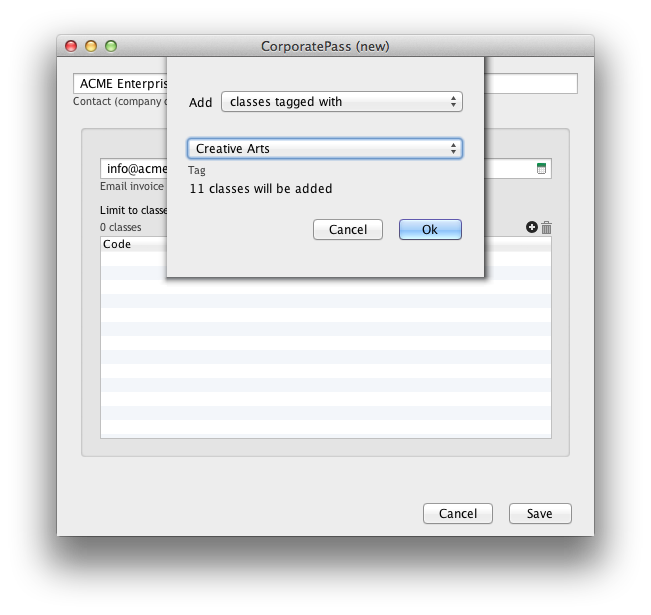 CorporatePass (new)
ACME Enterpris
Contact (company
Add classes tagged with
Creative Arts
Tag
11 classes will be added
Cancel Ok
info@acme
Email invoice
Limit to classe
0 classes
Code
Cancel Save